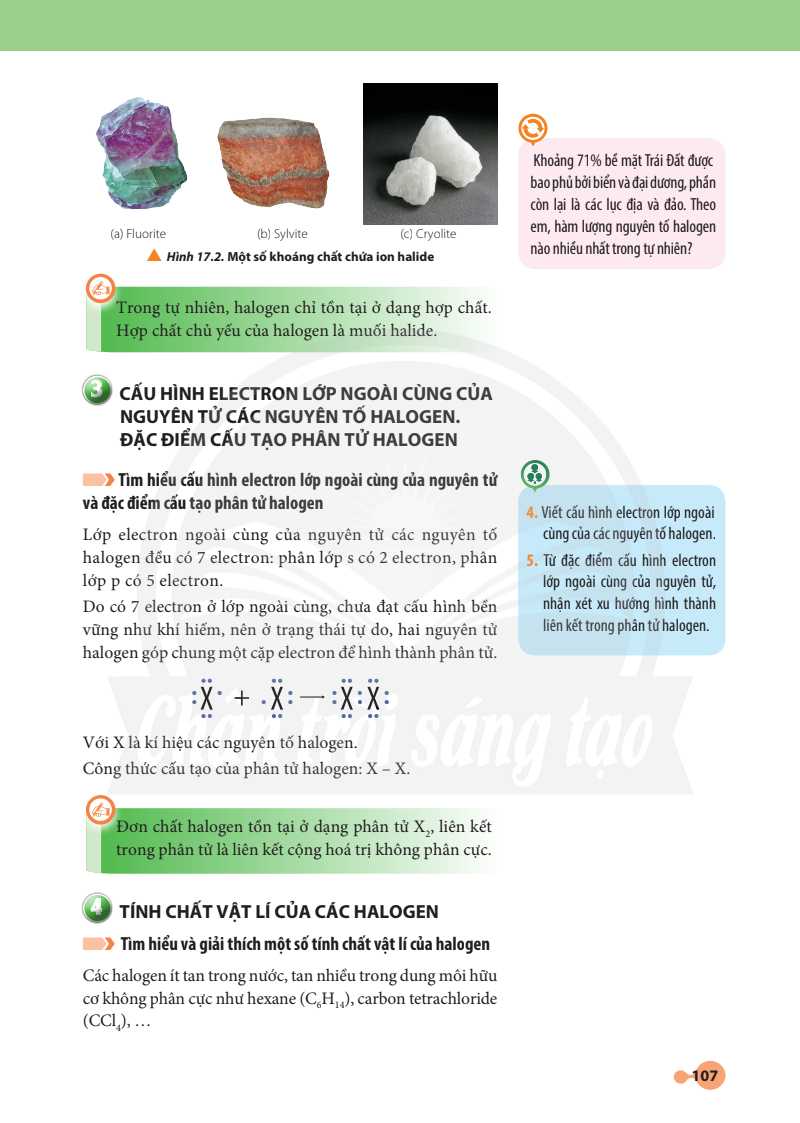 (a) Fluorite
(b) Sylvite
(c) Cryolite
Hình 17.2. Một số khoáng chất chứa ion halide
Khoảng 71% bề mặt Trái Đất được
bao phủ bởi biển và đại dương, phần
còn lại là các lục địa và đảo. Theo
em, hàm lượng nguyên tố halogen
nào nhiều nhất trong tự nhiên?
Trong tự nhiên, halogen chỉ tồn tại ở dạng hợp chất.
Hợp chất chủ yếu của halogen là muối halide.
3 CẤU HÌNH ELECTRON LỚP NGOÀI CÙNG CỦA
NGUYÊN TỬ CÁC NGUYÊN TỐ HALOGEN.
ĐẶC ĐIỂM CẤU TẠO PHÂN TỬ HALOGEN
Tìm hiểu cấu hình electron lớp ngoài cùng của nguyên tử
và đặc điểm cấu tạo phân tử halogen
Lớp electron ngoài cùng của nguyên tử các nguyên tố
halogen đều có 7 electron: phân lớp s có 2 electron, phân
lớp p có 5 electron.
Do có 7 electron ở lớp ngoài cùng, chưa đạt cấu hình bền
vững như khí hiếm, nên ở trạng thái tự do, hai nguyên tử
halogen góp chung một cặp electron để hình thành phân tử.
4. Viết cấu hình electron lớp ngoài
cùng của các nguyên tố halogen.
5. Từ đặc điểm cấu hình electron
lớp ngoài cùng của nguyên tử,
nhận xét xu hướng hình thành
liên kết trong phân tử halogen.
X + X → X X
Chân trời sáng tạo
Với X là kí hiệu các nguyên tố halogen.
Công thức cấu tạo của phân tử halogen: X – X.
Đơn chất halogen tồn tại ở dạng phân tử X₂, liên kết
trong phân tử là liên kết cộng hoá trị không phân cực.
4 TÍNH CHẤT VẬT LÍ CỦA CÁC HALOGEN
Tìm hiểu và giải thích một số tính chất vật lí của halogen
Các halogen ít tan trong nước, tan nhiều trong dung môi hữu
cơ không phân cực như hexane (C₆H₁₄), carbon tetrachloride
(CCl₄), …
107